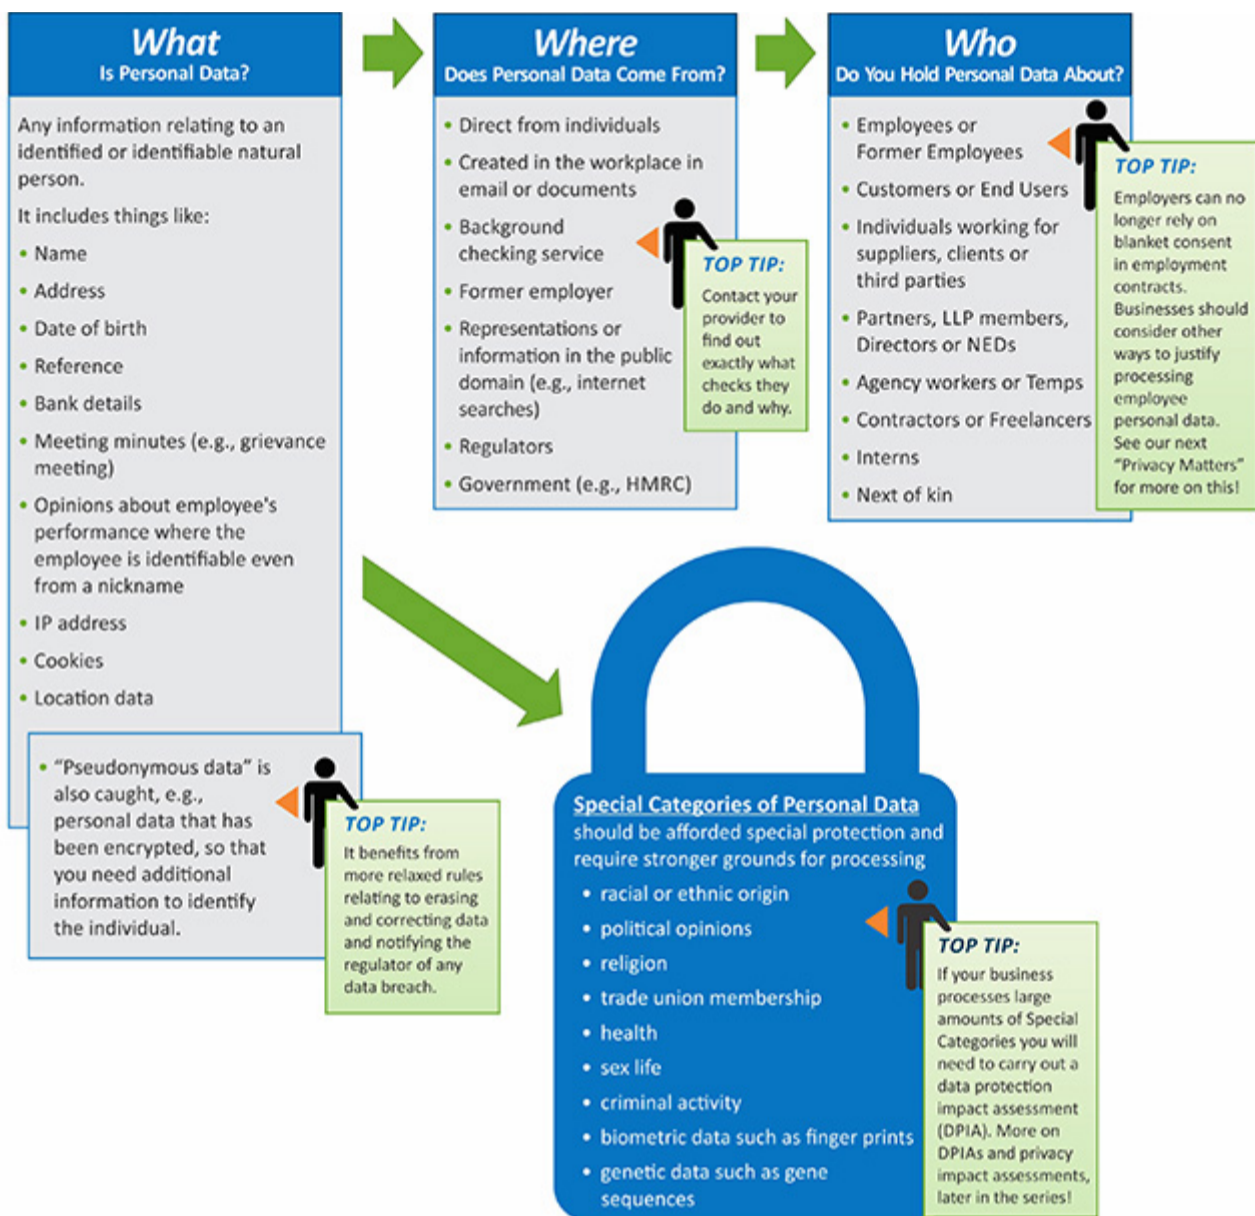 What
Is Personal Data?
Any information relating to an
identified or identifiable natural
person.
It includes things like:
• Name
• Address
• Date of birth
• Reference
• Bank details
• Meeting minutes (e.g., grievance
meeting)
• Opinions about employee's
performance where the
employee is identifiable even
from a nickname
• IP address
• Cookies
• Location data
• “Pseudonymous data” is
also caught, e.g.,
personal data that has
been encrypted, so that
you need additional
information to identify
the individual.
TOP TIP:
It benefits from
more relaxed rules
relating to erasing
and correcting data
and notifying the
regulator of any
data breach.
Where
Does Personal Data Come From?
• Direct from individuals
• Created in the workplace in
email or documents
• Background
checking service
• Former employer
• Representations or
information in the public
domain (e.g., internet
searches)
• Regulators
• Government (e.g., HMRC)
TOP TIP:
Contact your
provider to
find out
exactly what
checks they
do and why.
Who
Do You Hold Personal Data About?
• Employees or
Former Employees
• Customers or End Users
• Individuals working for
suppliers, clients or
third parties
• Partners, LLP members,
Directors or NEDs
• Agency workers or Temps
• Contractors or Freelancers
• Interns
• Next of kin
TOP TIP:
Employers can no
longer rely on
blanket consent
in employment
contracts.
Businesses should
consider other
ways to justify
processing
employee
personal data.
See our next
“Privacy Matters”
for more on this!
Special Categories of Personal Data
should be afforded special protection and
require stronger grounds for processing
• racial or ethnic origin
• political opinions
• religion
• trade union membership
• health
• sex life
• criminal activity
• biometric data such as finger prints
• genetic data such as gene
sequences
TOP TIP:
If your business
processes large
amounts of Special
Categories you will
need to carry out a
data protection
impact assessment
(DPIA). More on
DPIAs and privacy
impact assessments,
later in the series!